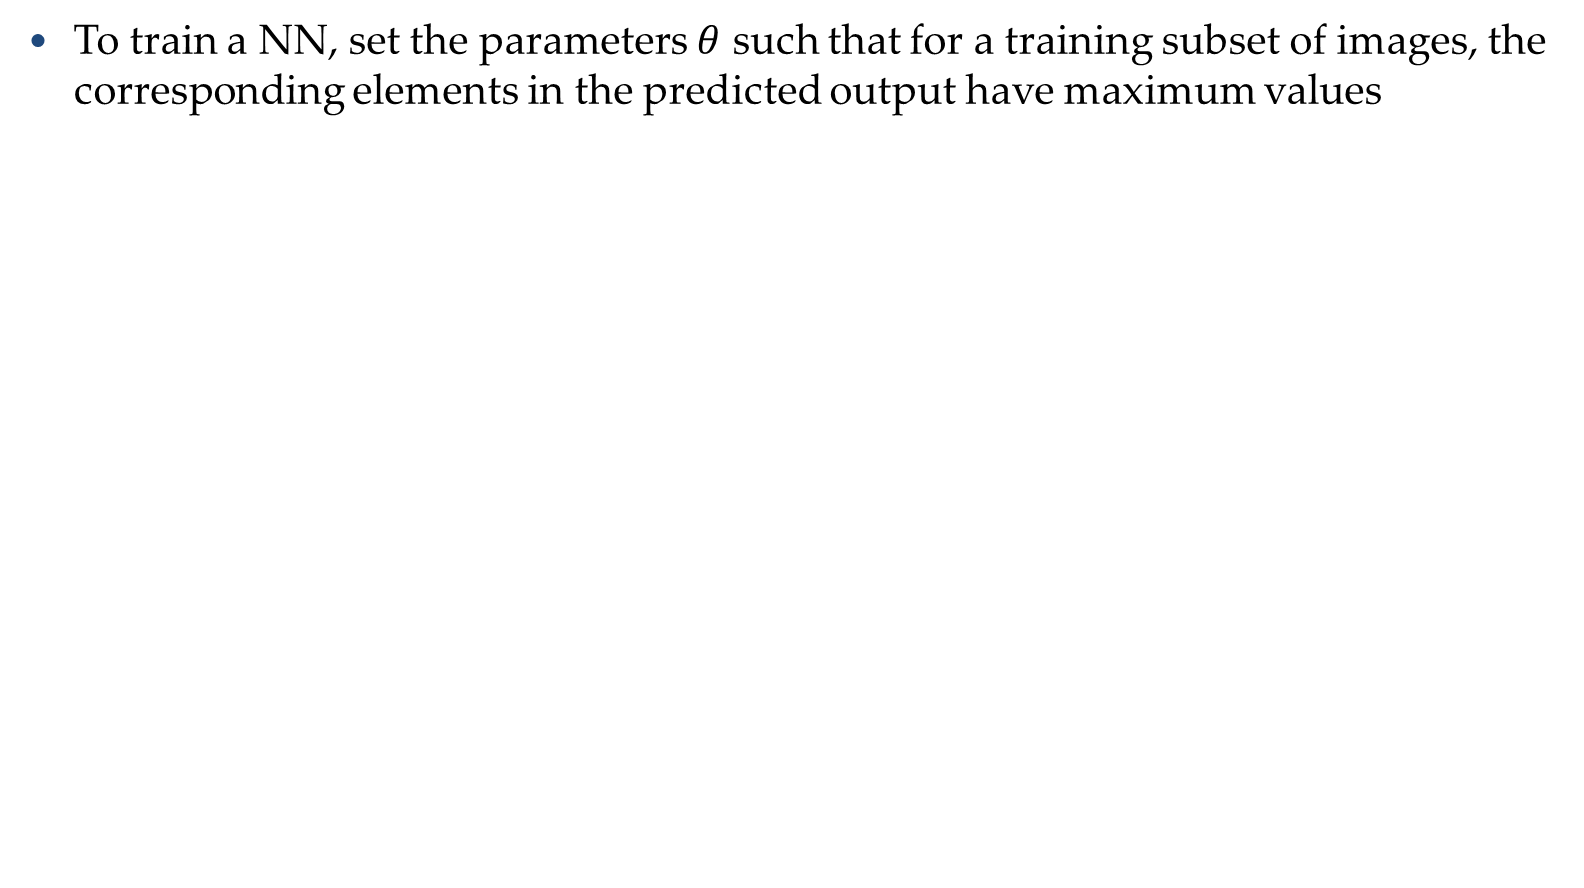 • To train a NN, set the parameters 𝜃 such that for a training subset of images, the
corresponding elements in the predicted output have maximum values